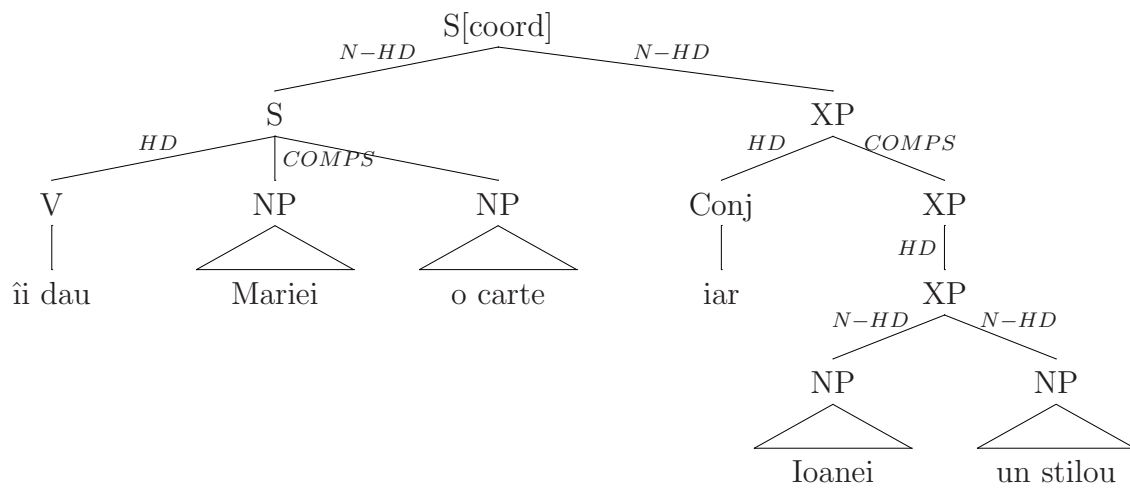 S[coord]
N−HD N−HD
S XP
HD COMPS HD COMPS
V NP NP Conj XP
HD
îi dau Mariei o carte iar XP
N−HD N−HD
NP NP
Ioanei un stilou